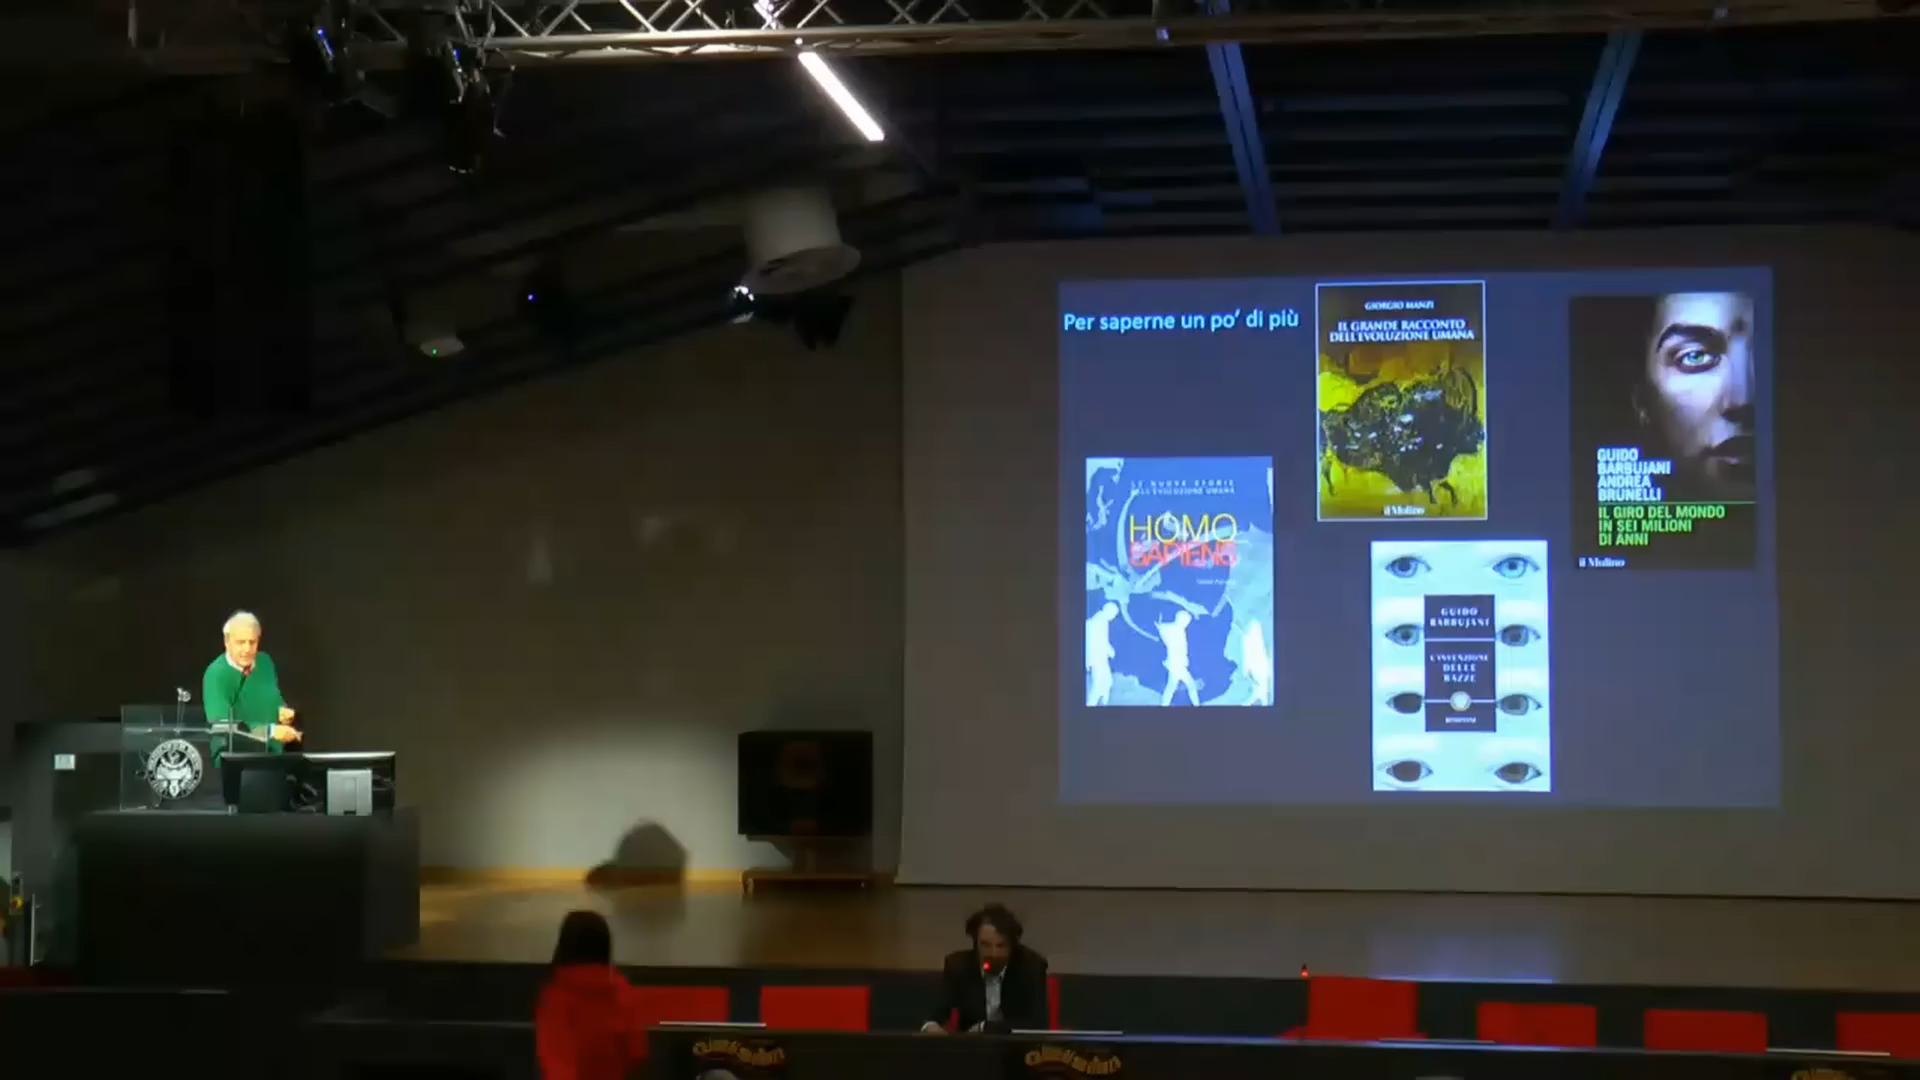 Per saperne un po' di più
GIORGIO MANZI
IL GRANDE RACCONTO
DELL'EVOLUZIONE UMANA
il Mulino
GUIDO
BARBUJANI
ANDREA
BRUNELLI
IL GIRO DEL MONDO
IN SEI MILIONI
DI ANNI
il Mulino
LE NUOVE STORIE
DELL'EVOLUZIONE UMANA
HOMO
SAPIENS
GUIDO
BARBUJANI
L'INVENZIONE
DELLE
RAZZE
BOMPIANI